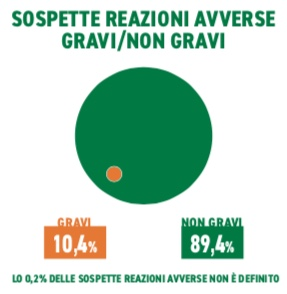 SOSPETTE REAZIONI AVVERSE
GRAVI/NON GRAVI
GRAVI
10,4%
NON GRAVI
89,4%
LO 0,2% DELLE SOSPETTE REAZIONI AVVERSE NON È DEFINITO